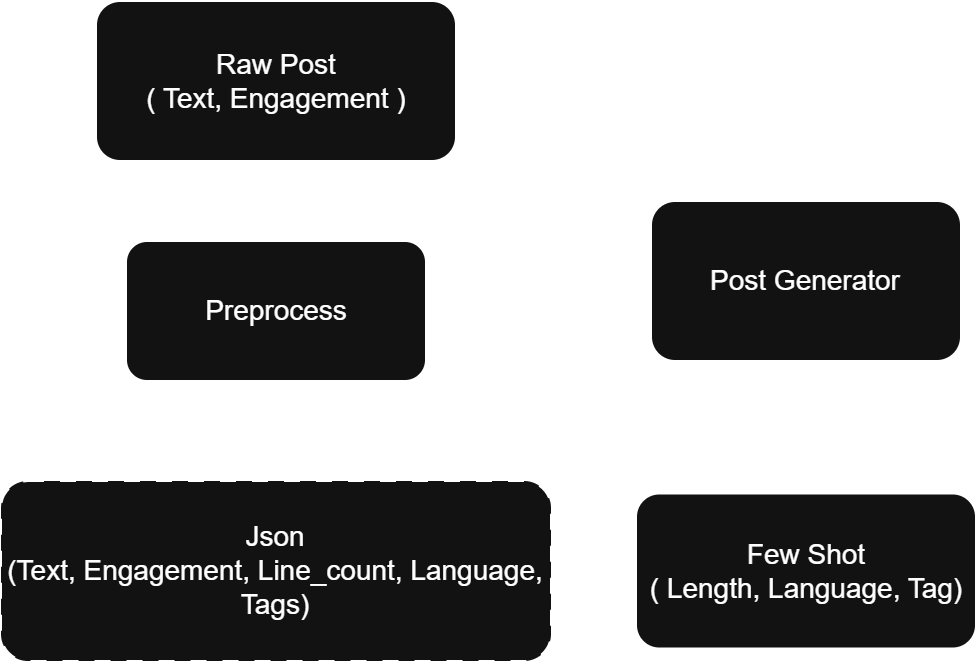 Raw Post
( Text, Engagement )
Preprocess
Post Generator
Json
(Text, Engagement, Line_count, Language,
Tags)
Few Shot
( Length, Language, Tag)